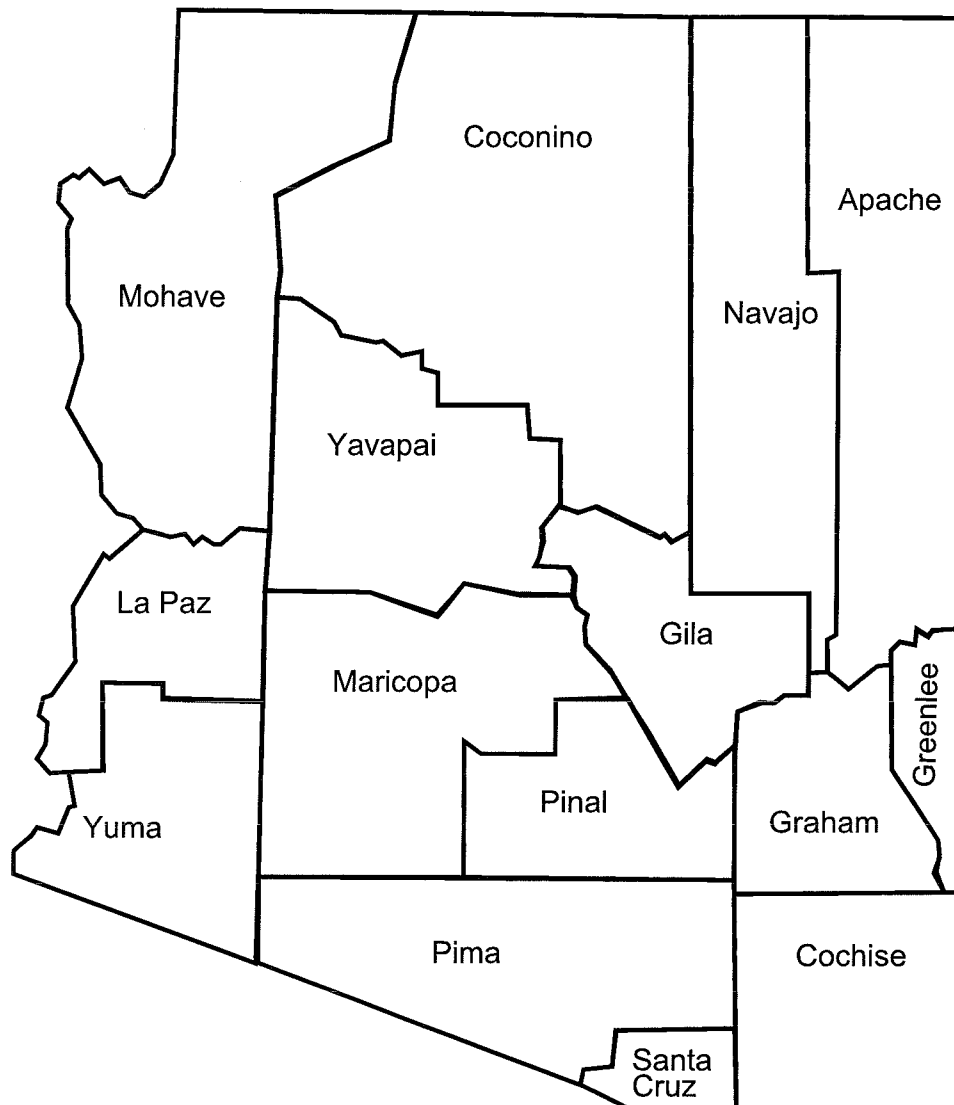 Coconino
Apache
Mohave
Navajo
Yavapai
La Paz
Gila
Maricopa
Greenlee
Pinal
Yuma
Graham
Pima
Cochise
Santa
Cruz